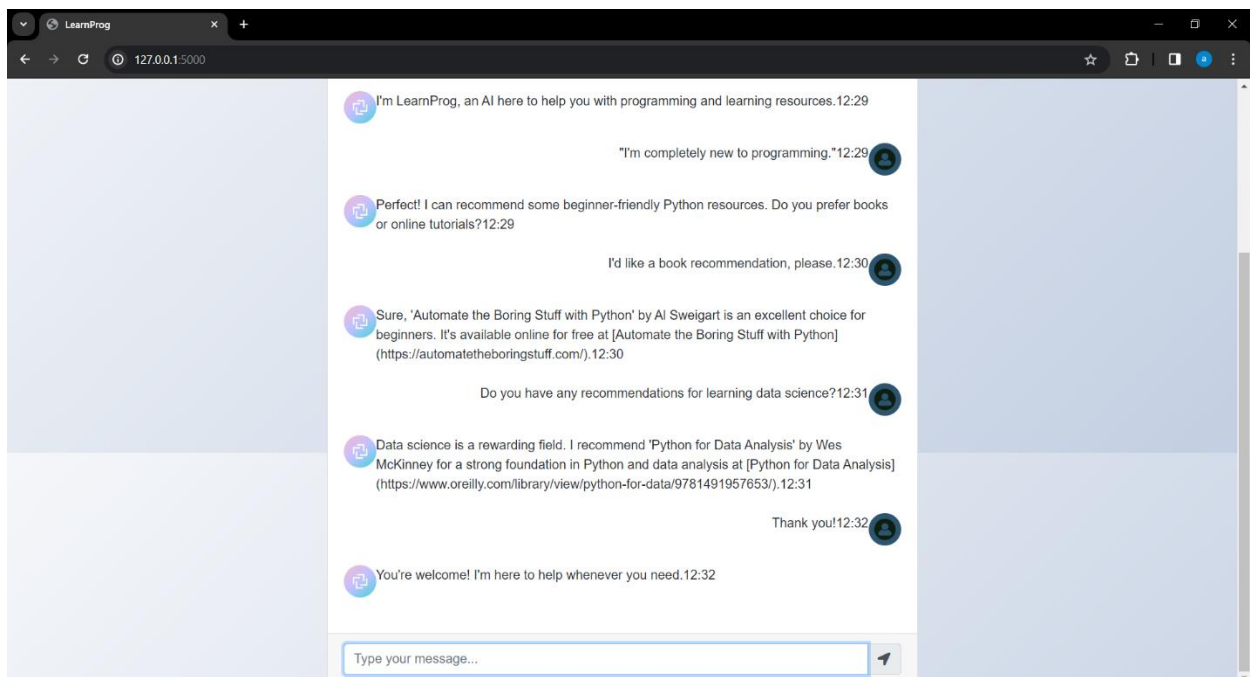 LearnProg
127.0.0.1:5000
a
I'm LearnProg, an AI here to help you with programming and learning resources.12:29
"I'm completely new to programming."12:29
Perfect! I can recommend some beginner-friendly Python resources. Do you prefer books
or online tutorials?12:29
I'd like a book recommendation, please.12:30
Sure, 'Automate the Boring Stuff with Python' by Al Sweigart is an excellent choice for
beginners. It's available online for free at [Automate the Boring Stuff with Python]
(https://automatetheboringstuff.com/).12:30
Do you have any recommendations for learning data science?12:31
Data science is a rewarding field. I recommend 'Python for Data Analysis' by Wes
McKinney for a strong foundation in Python and data analysis at [Python for Data Analysis]
(https://www.oreilly.com/library/view/python-for-data/9781491957653/).12:31
Thank you!12:32
You're welcome! I'm here to help whenever you need.12:32
Type your message...